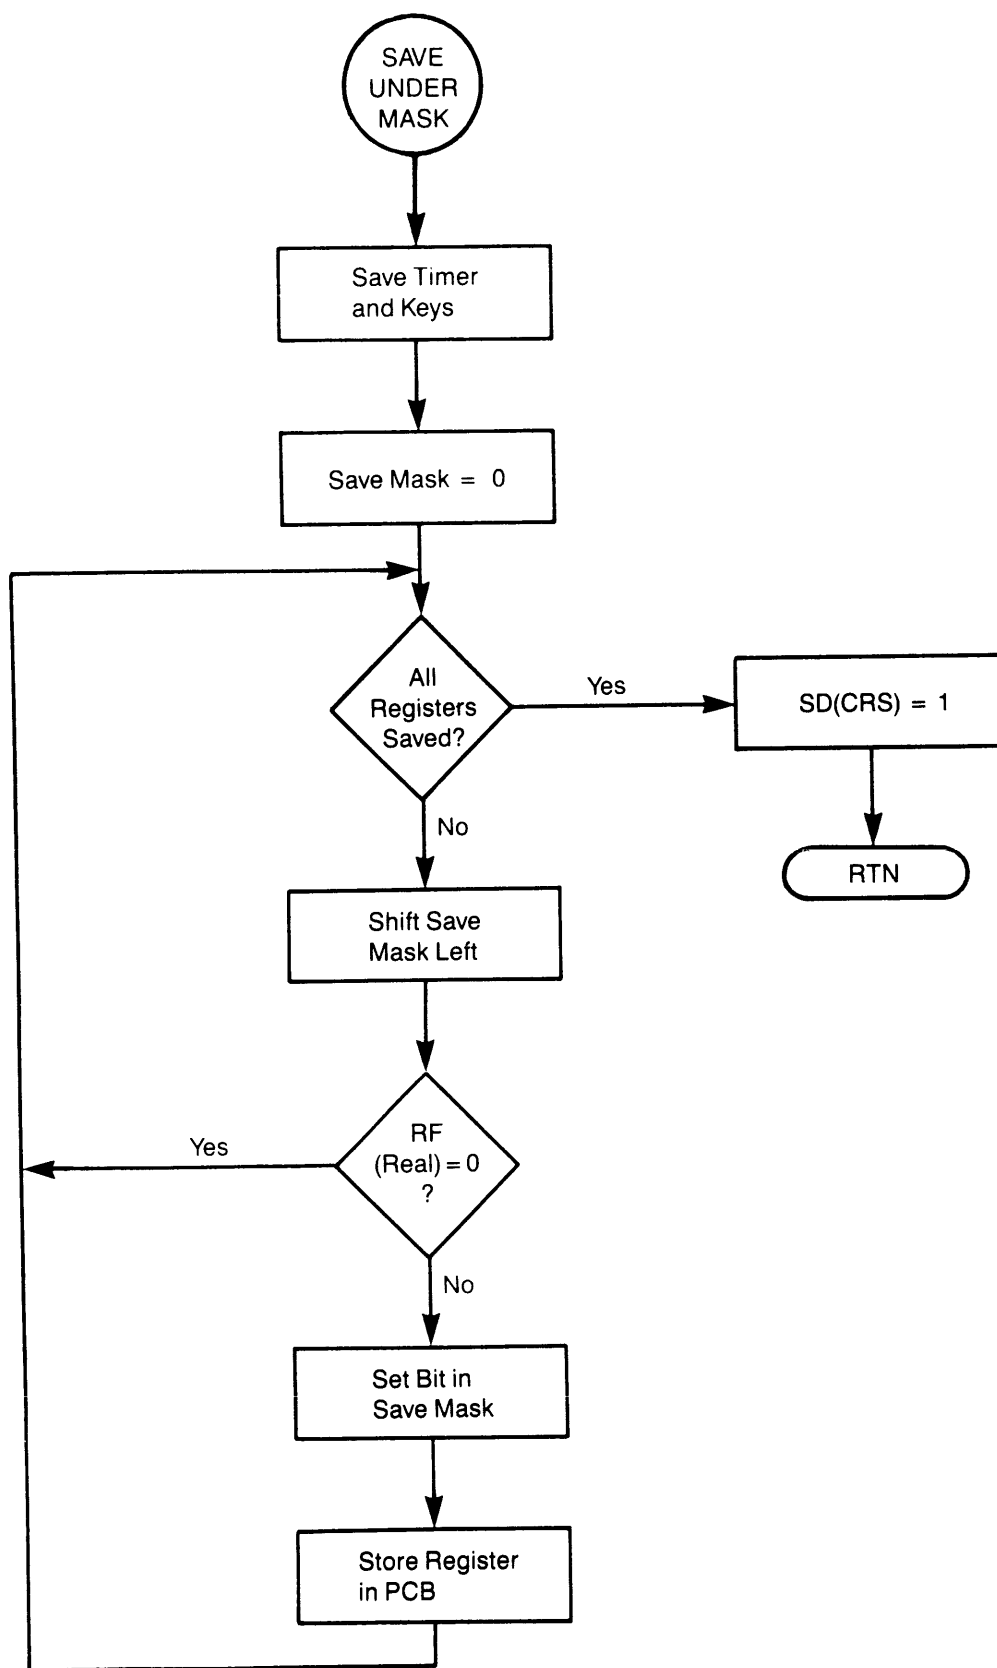 SAVE
UNDER
MASK
Save Timer
and Keys
Save Mask = 0
All
Registers
Saved?
Yes
SD(CRS) = 1
No
RTN
Shift Save
Mask Left
RF
(Real) = 0
?
Yes
No
Set Bit in
Save Mask
Store Register
in PCB